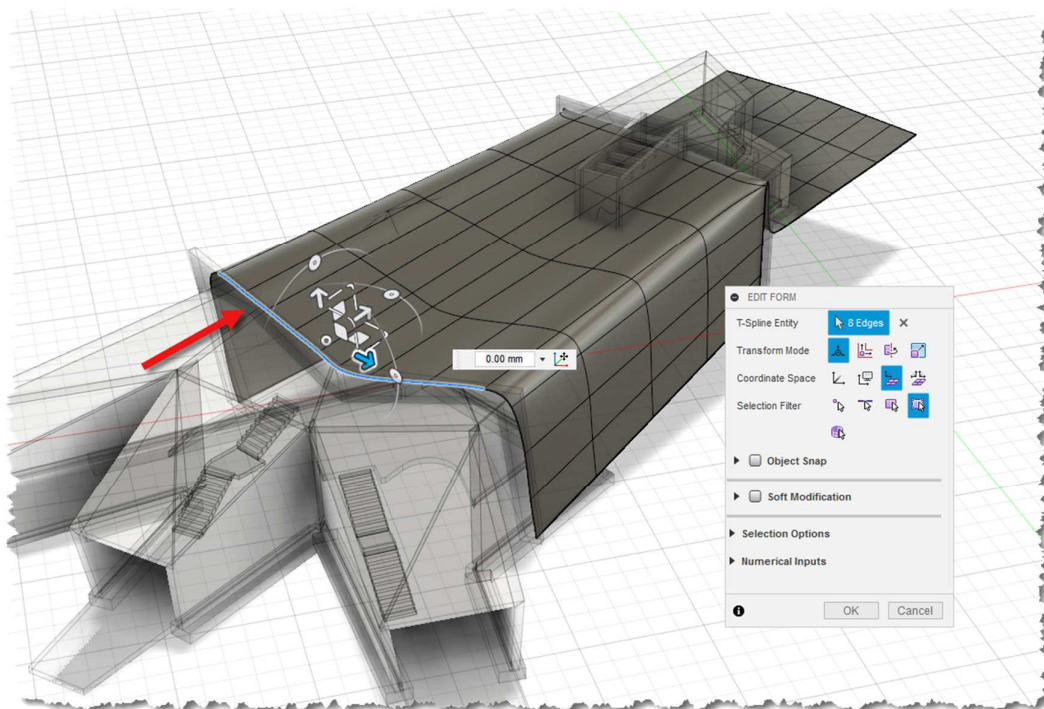 EDIT FORM
T-Spline Entity
8 Edges
Transform Mode
0.00 mm
Coordinate Space
Selection Filter
Object Snap
Soft Modification
Selection Options
Numerical Inputs
OK
Cancel